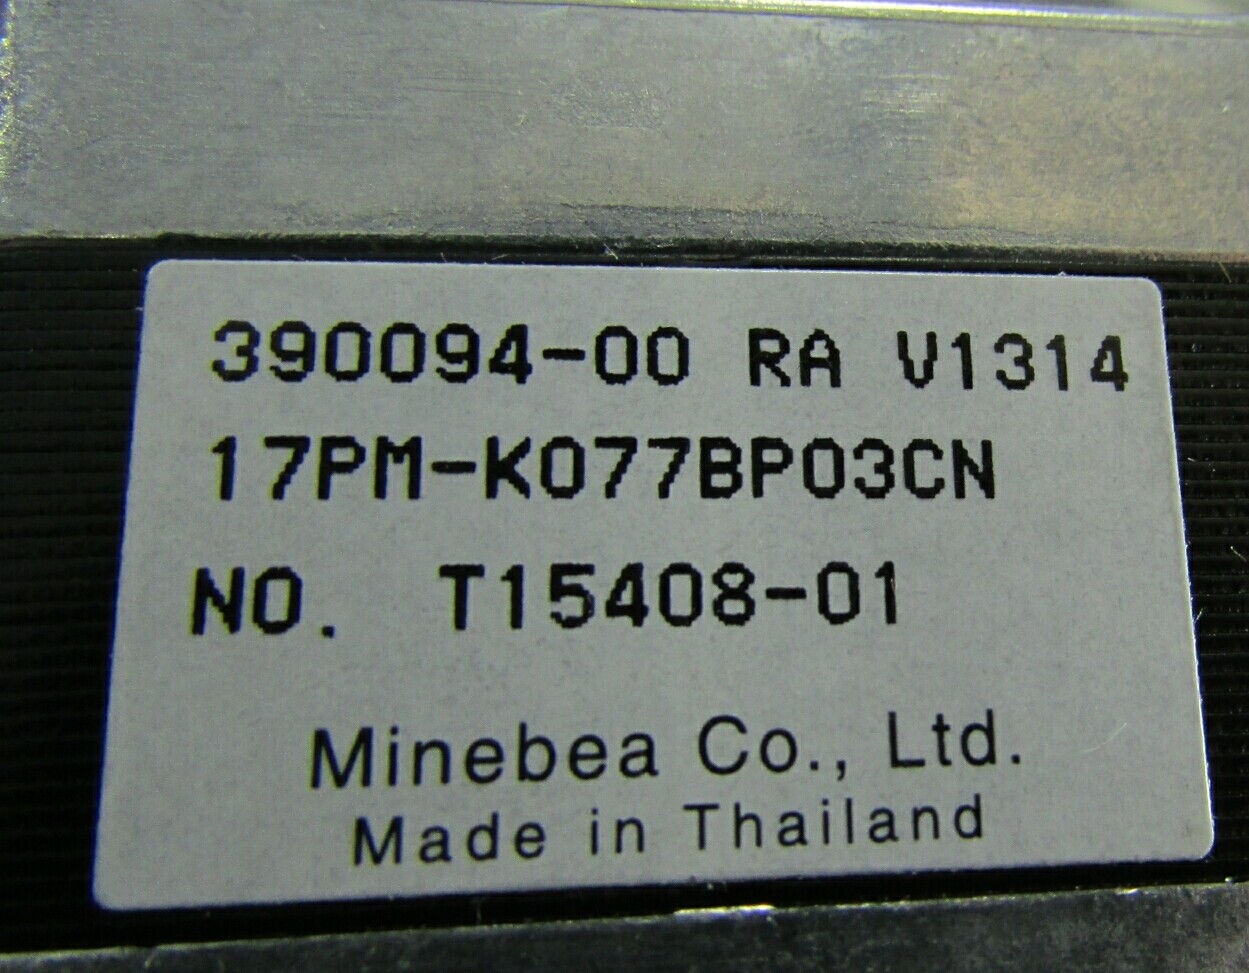 390094-00 RA V1314
17PM-K077BP03CN
NO. T15408-01
Minebea Co., Ltd.
Made in Thailand